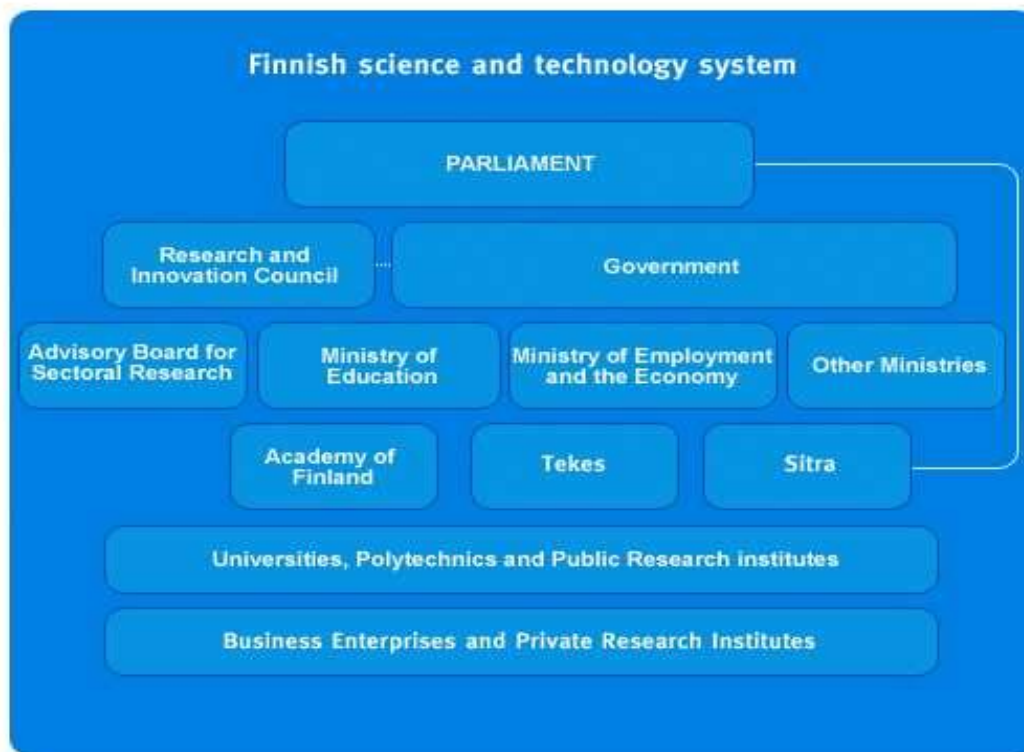 Finnish science and technology system
PARLIAMENT
Research and
Innovation Council
Government
Advisory Board for
Sectoral Research
Ministry of
Education
Ministry of Employment
and the Economy
Other Ministries
Academy of
Finland
Tekes
Sitra
Universities, Polytechnics and Public Research institutes
Business Enterprises and Private Research Institutes